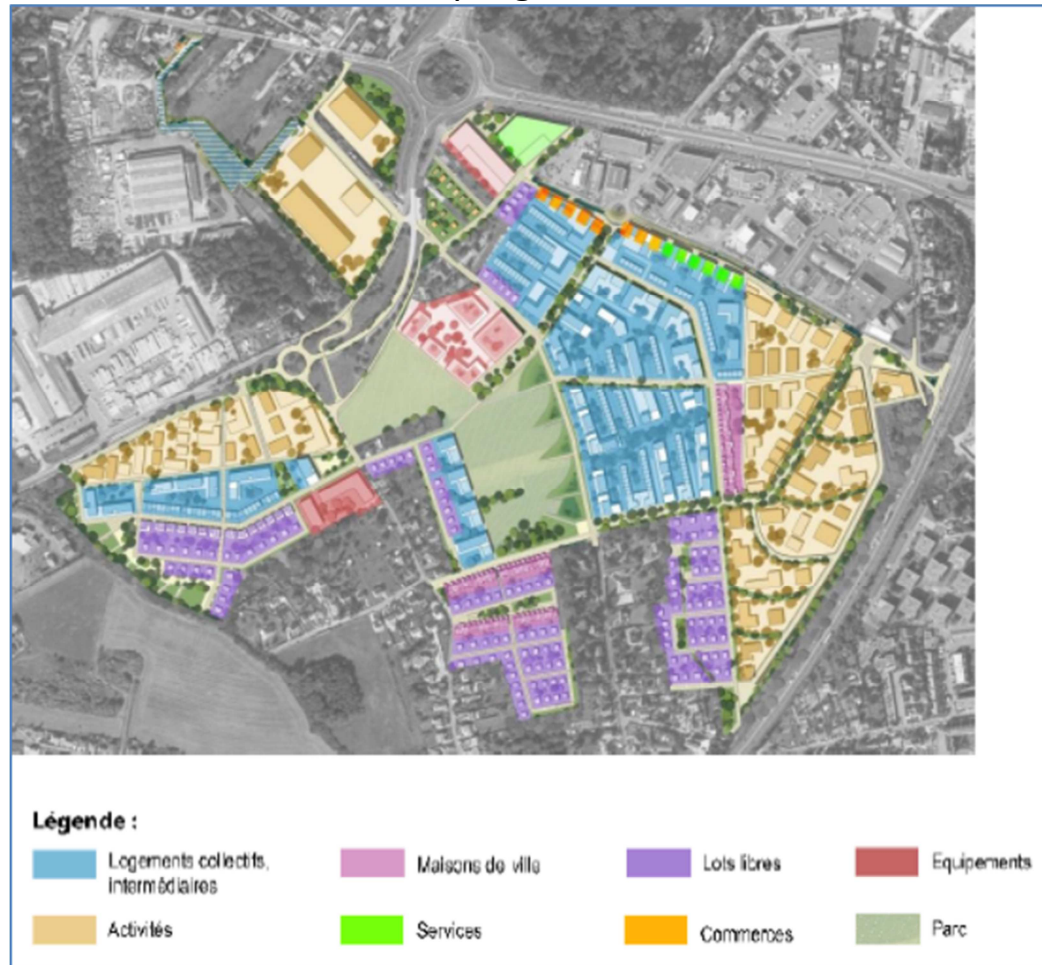 Légende :
Logements collectifs,
intermédiaires
Maisons de ville
Lots libres
Equipements
Activités
Services
Commerces
Parc